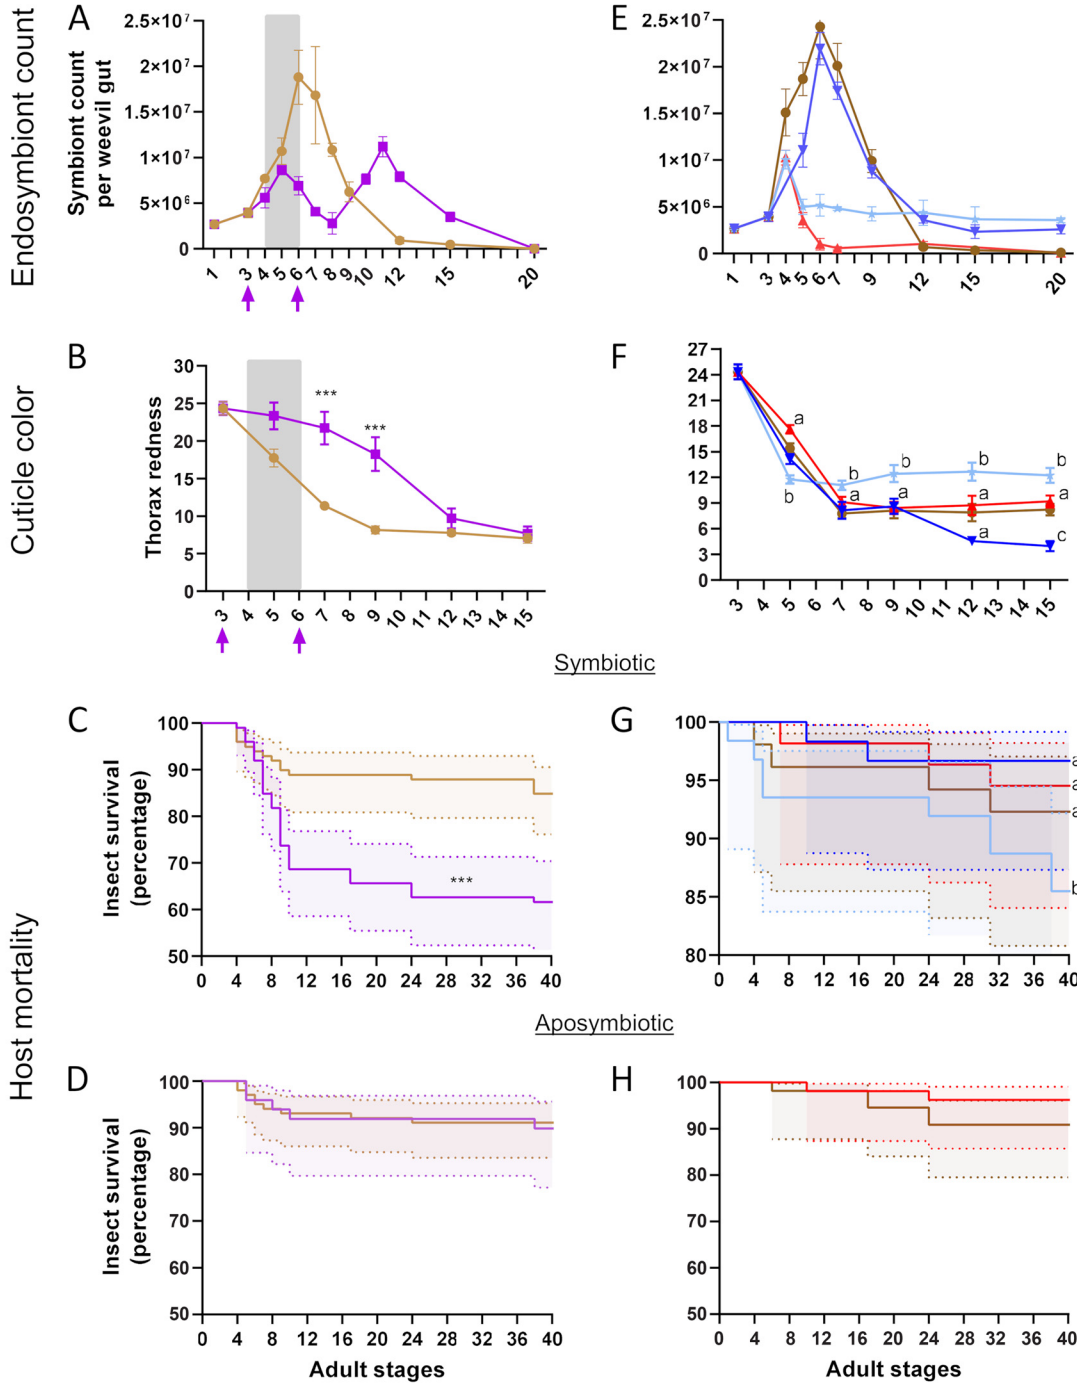 Endosymbiont count
A
Symbiont count
per weevil gut
2.5×10⁷
2×10⁷
1.5×10⁷
1×10⁷
5×10⁶
0
1 3 4 5 6 7 8 9 10 12 15 20
E
2.5×10⁷
2×10⁷
1.5×10⁷
1×10⁷
5×10⁶
0
1 3 4 5 6 7 9 12 15 20
Cuticle color
B
Thorax redness
30
25
20
15
10
5
0
***
***
3 4 5 6 7 8 9 10 11 12 13 14 15
F
27
24
21
18
15
12
9
6
3
0
a
b
b
a
b
a
b
a
a
b
a
c
3 4 5 6 7 8 9 10 11 12 13 14 15
Symbiotic
Host mortality
C
Insect survival
(percentage)
100
90
80
70
60
50
***
0 4 8 12 16 20 24 28 32 36 40
G
100
95
90
85
80
a
a
a
b
0 4 8 12 16 20 24 28 32 36 40
Aposymbiotic
D
Insect survival
(percentage)
100
90
80
70
60
50
0 4 8 12 16 20 24 28 32 36 40
Adult stages
H
100
90
80
70
60
50
0 4 8 12 16 20 24 28 32 36 40
Adult stages